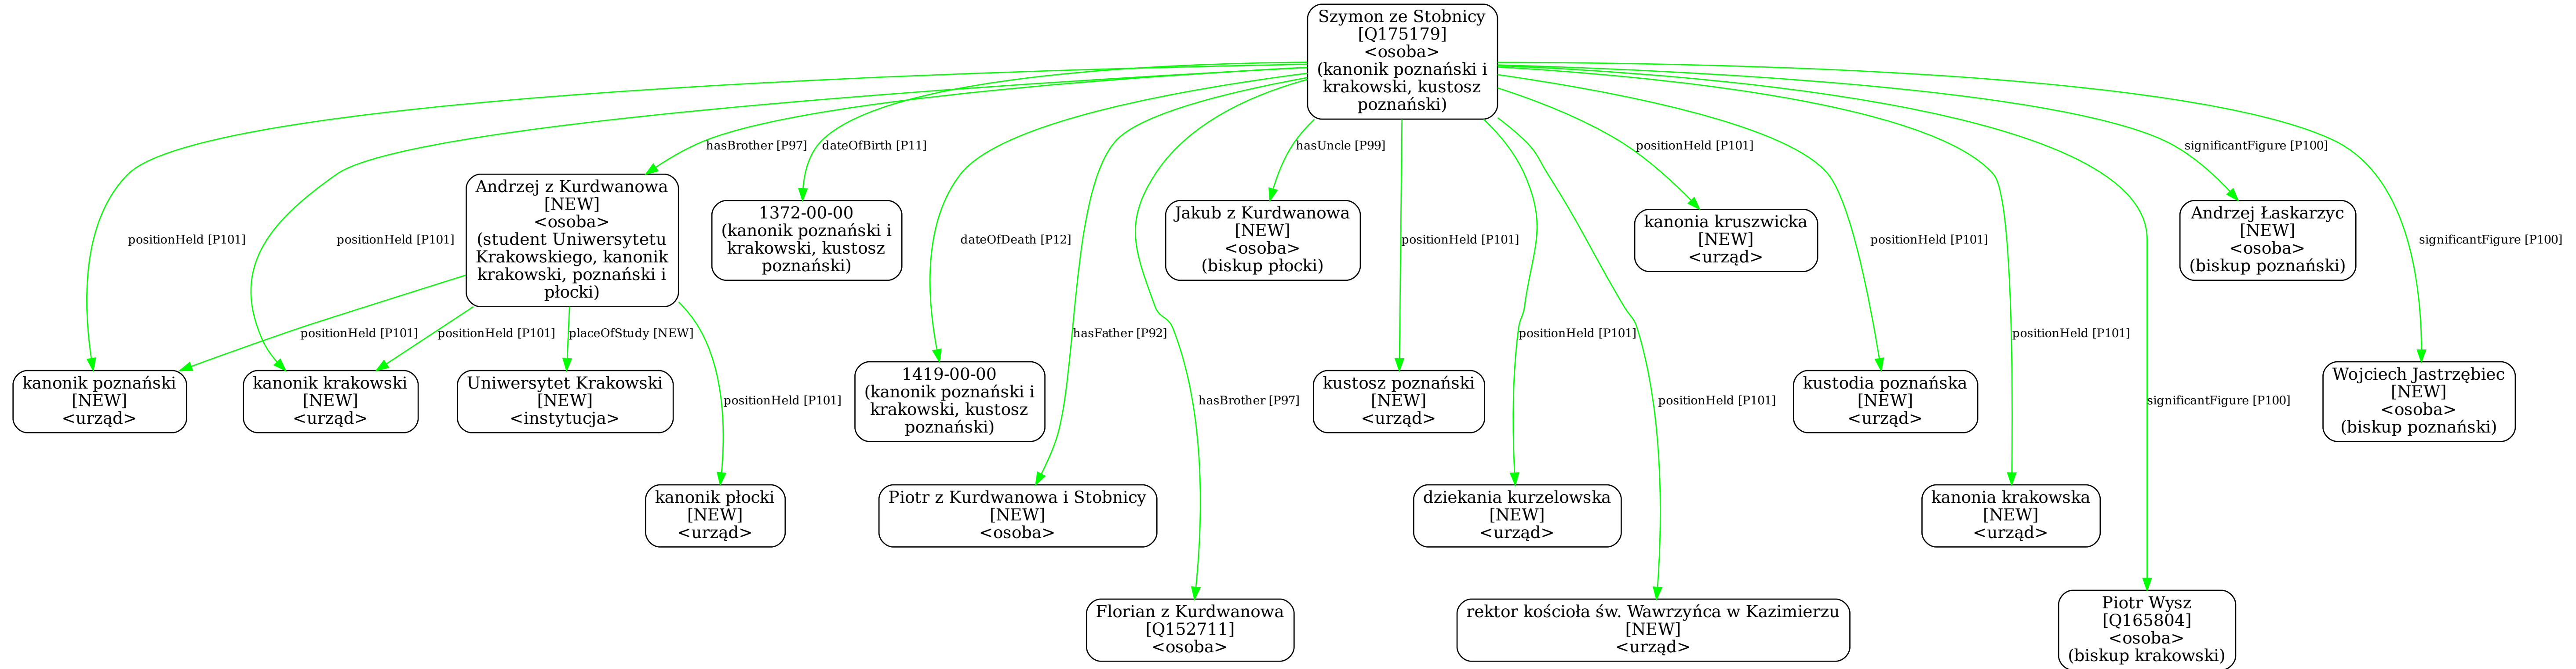 Szymon ze Stobnicy
[Q175179]
<osoba>
(kanonik poznański i
krakowski, kustosz
poznański)
hasBrother [P97]
dateOfBirth [P11]
hasUncle [P99]
positionHeld [P101]
significantFigure [P100]
Andrzej z Kurdwanowa
[NEW]
<osoba>
(student Uniwersytetu
Krakowskiego, kanonik
krakowski, poznański i
płocki)
1372-00-00
(kanonik poznański i
krakowski, kustosz
poznański)
Jakub z Kurdwanowa
[NEW]
<osoba>
(biskup płocki)
kanonia kruszwicka
[NEW]
<urząd>
Andrzej Łaskarzyc
[NEW]
<osoba>
(biskup poznański)
positionHeld [P101]
positionHeld [P101]
dateOfDeath [P12]
positionHeld [P101]
positionHeld [P101]
significantFigure [P100]
positionHeld [P101]
positionHeld [P101]
placeOfStudy [NEW]
hasFather [P92]
positionHeld [P101]
positionHeld [P101]
kanonik poznański
[NEW]
<urząd>
kanonik krakowski
[NEW]
<urząd>
Uniwersytet Krakowski
[NEW]
<instytucja>
positionHeld [P101]
1419-00-00
(kanonik poznański i
krakowski, kustosz
poznański)
hasBrother [P97]
kustosz poznański
[NEW]
<urząd>
positionHeld [P101]
kustodia poznańska
[NEW]
<urząd>
significantFigure [P100]
Wojciech Jastrzębiec
[NEW]
<osoba>
(biskup poznański)
kanonik płocki
[NEW]
<urząd>
Piotr z Kurdwanowa i Stobnicy
[NEW]
<osoba>
dziekania kurzelowska
[NEW]
<urząd>
kanonia krakowska
[NEW]
<urząd>
Florian z Kurdwanowa
[Q152711]
<osoba>
rektor kościoła św. Wawrzyńca w Kazimierzu
[NEW]
<urząd>
Piotr Wysz
[Q165804]
<osoba>
(biskup krakowski)